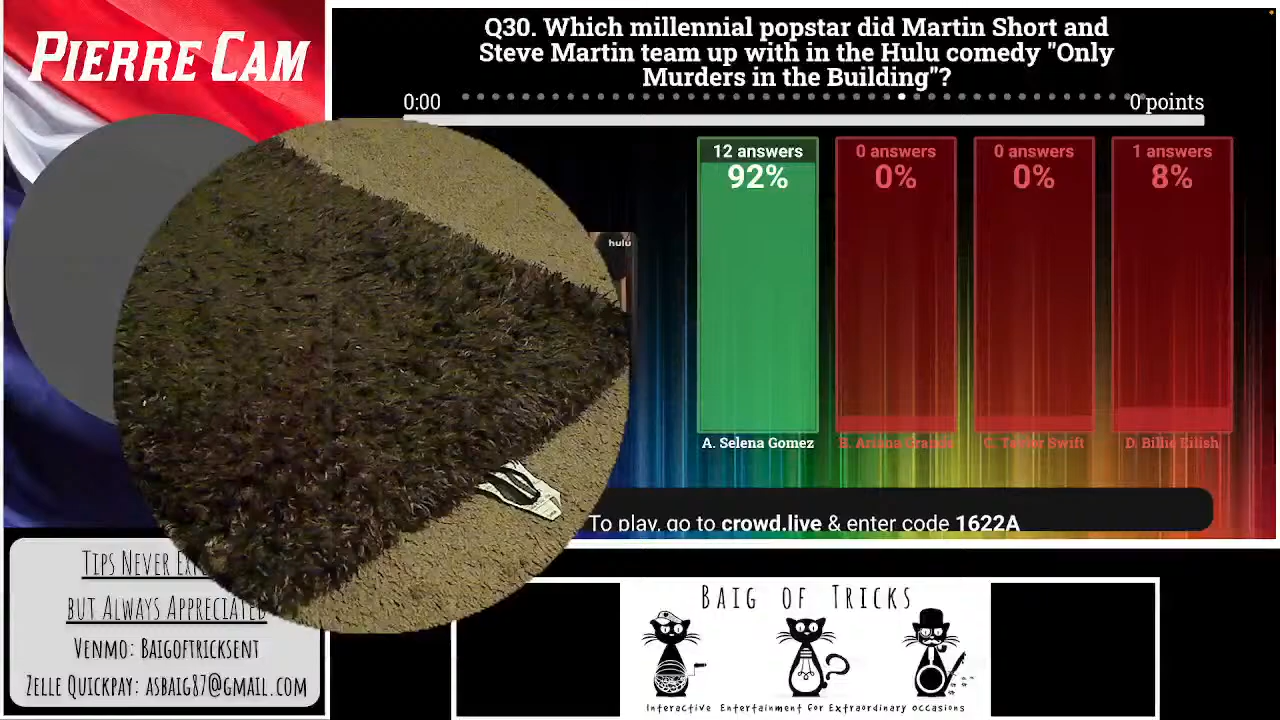 PIERRE CAM
Q30. Which millennial popstar did Martin Short and
Steve Martin team up with in the Hulu comedy "Only
Murders in the Building"?
0:00
0 points
12 answers
92%
0 answers
0%
0 answers
0%
1 answers
8%
hulu
A. Selena Gomez
B. Ariana Grande
C. Taylor Swift
D. Billie Eilish
To play, go to crowd.live & enter code 1622A
TIPS NEVER
BUT ALWAYS APPRECIATED
VENMO: BAIGOFTRICKSENT
ZELLE QUICKPAY: ASBAIG87@GMAIL.COM
BAIG OF TRICKS
Interactive Entertainment for Extraordinary Occasions